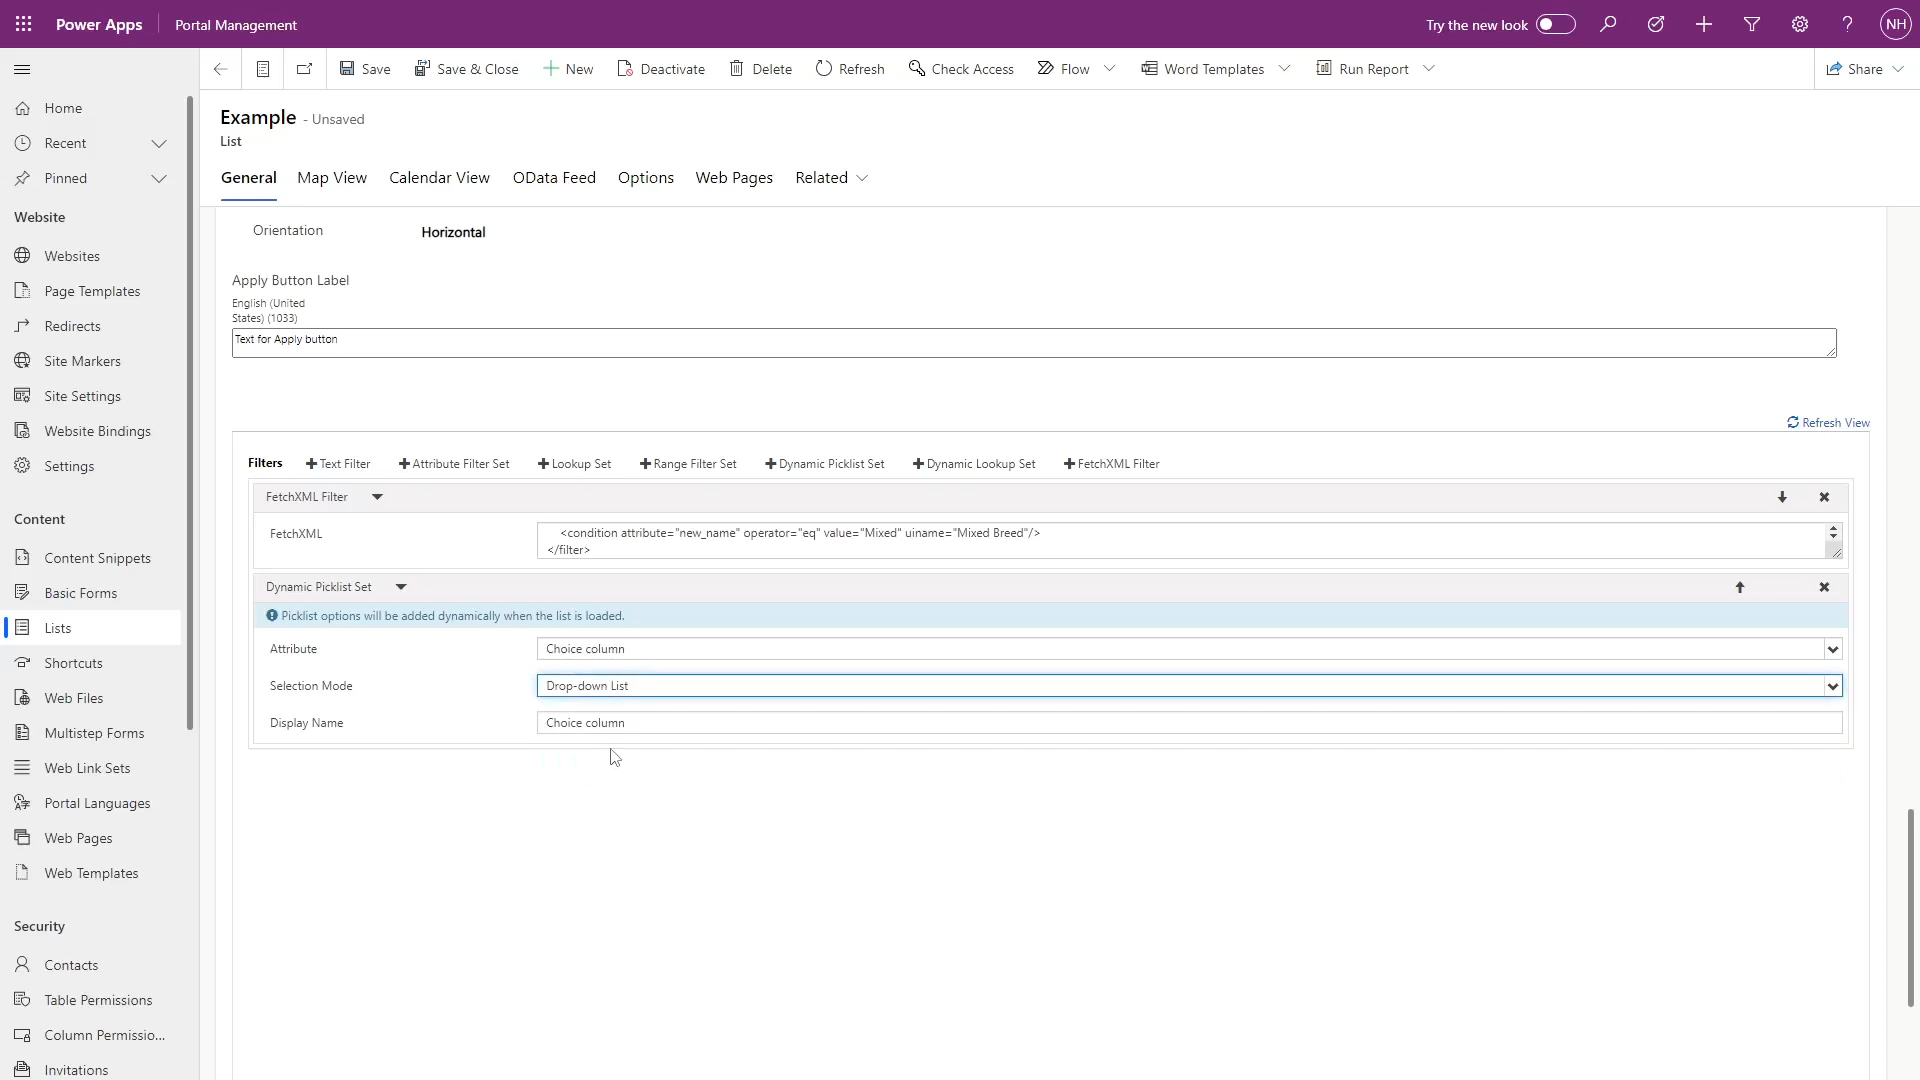 Power Apps
Portal Management
Try the new look
NH
Save
Save & Close
New
Deactivate
Delete
Refresh
Check Access
Flow
Word Templates
Run Report
Share
Home
Recent
Pinned
Website
Websites
Page Templates
Redirects
Site Markers
Site Settings
Website Bindings
Settings
Content
Content Snippets
Basic Forms
Lists
Shortcuts
Web Files
Multistep Forms
Web Link Sets
Portal Languages
Web Pages
Web Templates
Security
Contacts
Table Permissions
Column Permissio...
Invitations
Example - Unsaved
List
General
Map View
Calendar View
OData Feed
Options
Web Pages
Related
Orientation
Horizontal
Apply Button Label
English (United
States) (1033)
Text for Apply button
Refresh View
Filters
Text Filter
Attribute Filter Set
Lookup Set
Range Filter Set
Dynamic Picklist Set
Dynamic Lookup Set
FetchXML Filter
FetchXML Filter
FetchXML
<condition attribute="new_name" operator="eq" value="Mixed" uiname="Mixed Breed"/>
</filter>
Dynamic Picklist Set
Picklist options will be added dynamically when the list is loaded.
Attribute
Choice column
Selection Mode
Drop-down List
Display Name
Choice column